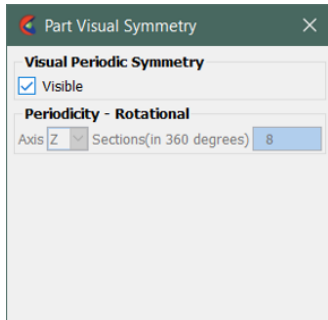 Part Visual Symmetry
Visual Periodic Symmetry
Visible
Periodicity - Rotational
Axis Z Sections(in 360 degrees) 8